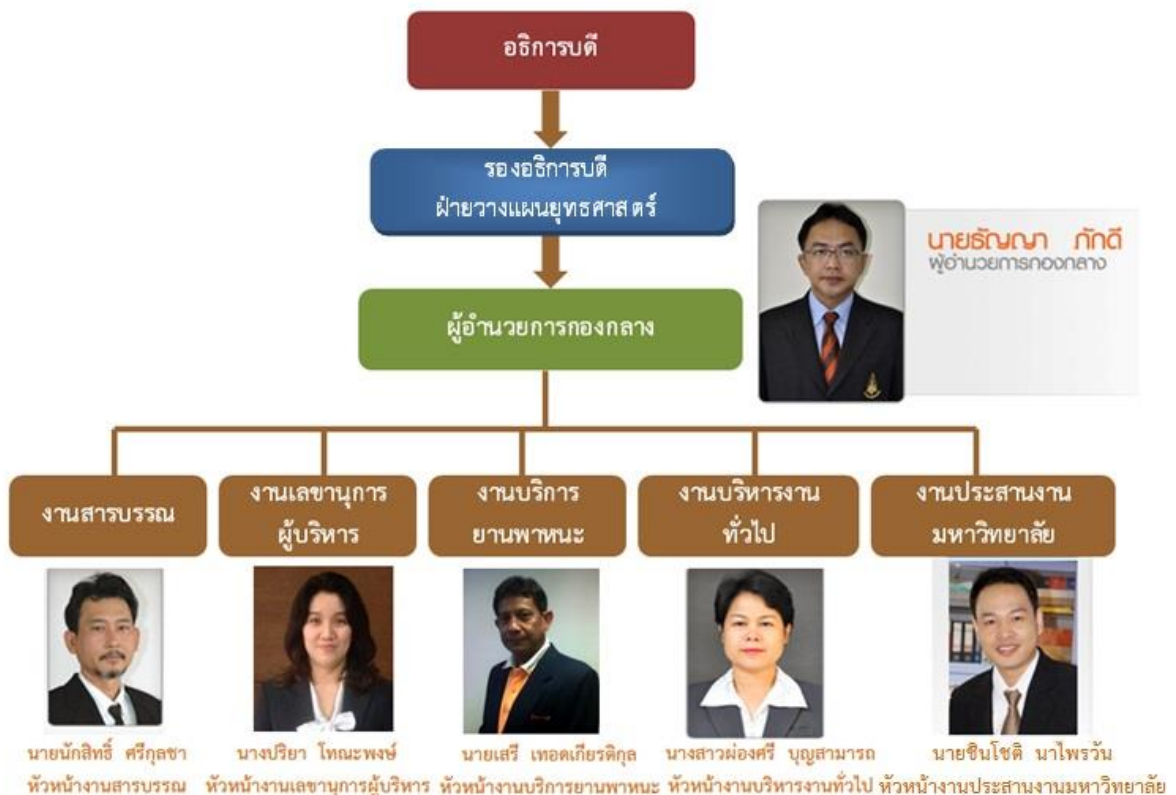 อธิการบดี
รองอธิการบดี
ฝ่ายวางแผนยุทธศาสตร์
นายธัญญา ภักดี
ผู้อำนวยการกองกลาง
ผู้อำนวยการกองกลาง
งานสารบรรณ
งานเลขานุการ
ผู้บริหาร
งานบริการ
ยานพาหนะ
งานบริหารงาน
ทั่วไป
งานประสานงาน
มหาวิทยาลัย
นายนักสิทธิ์ ศรีกุลชา
หัวหน้างานสารบรรณ
นางปริยา โทณะพงษ์
หัวหน้างานเลขานุการผู้บริหาร
นายเสรี เทอดเกียรติกุล
หัวหน้างานบริการยานพาหนะ
นางสาวผ่องศรี บุญสามารถ
หัวหน้างานบริหารงานทั่วไป
นายชินโชติ นาไพรวัน
หัวหน้างานประสานงานมหาวิทยาลัย